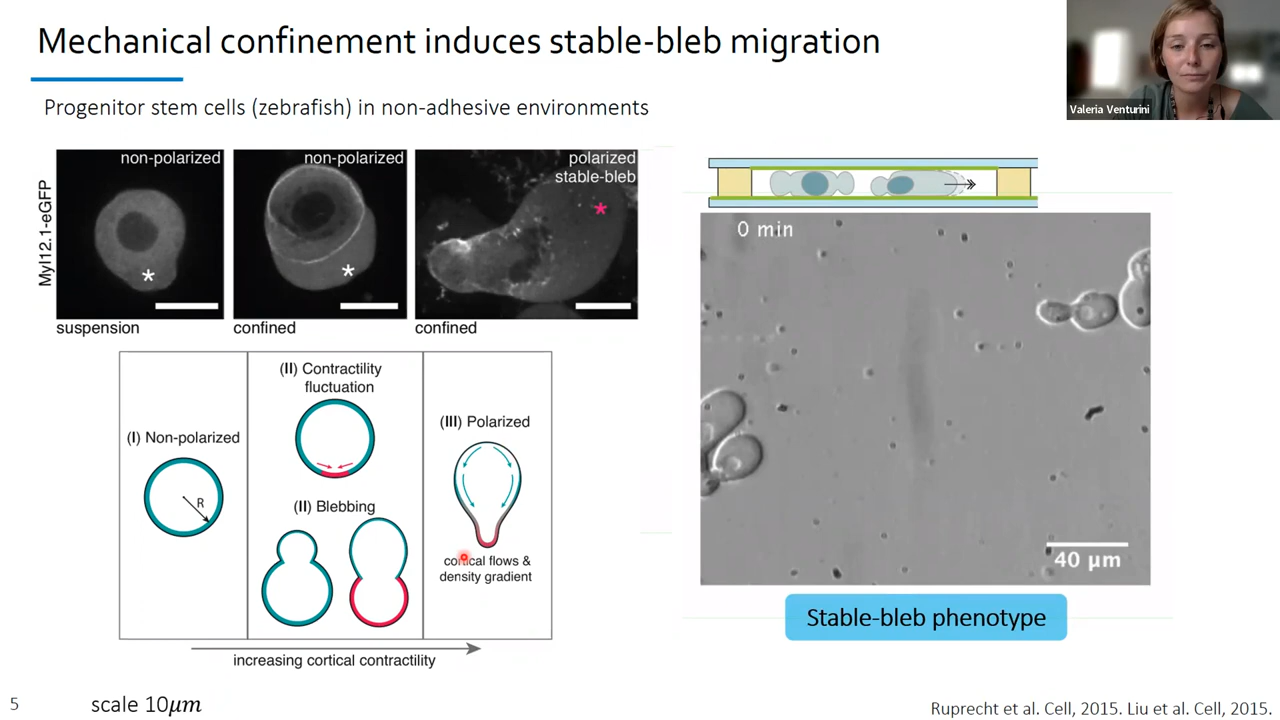 Mechanical confinement induces stable-bleb migration
Valeria Venturini
Progenitor stem cells (zebrafish) in non-adhesive environments
Myl12.1-eGFP
non-polarized
non-polarized
polarized
stable-bleb
*
*
*
suspension
confined
confined
0 min
40 µm
(I) Non-polarized
R
(II) Contractility
fluctuation
(II) Blebbing
(III) Polarized
cortical flows &
density gradient
increasing cortical contractility
Stable-bleb phenotype
5
scale 10µm
Ruprecht et al. Cell, 2015. Liu et al. Cell, 2015.